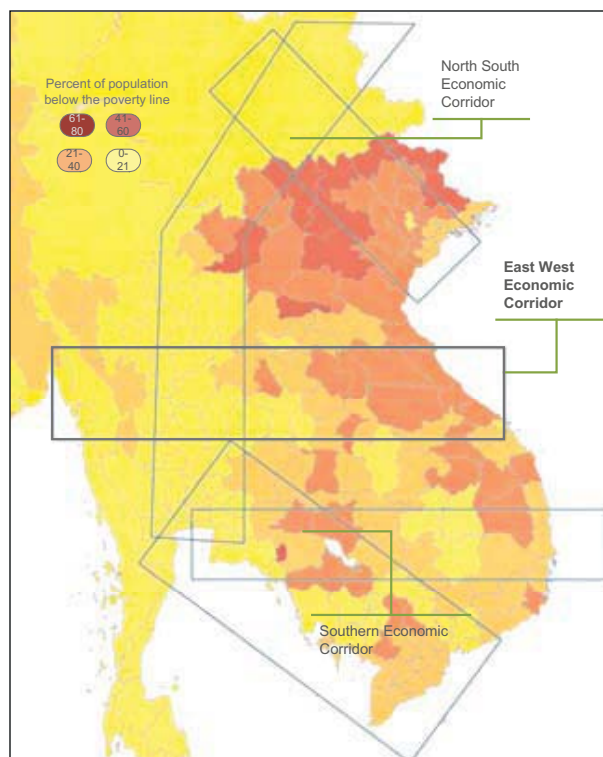 North South
Economic
Corridor
Percent of population
below the poverty line
61-
80
41-
60
21-
40
0-
21
East West
Economic
Corridor
Southern Economic
Corridor